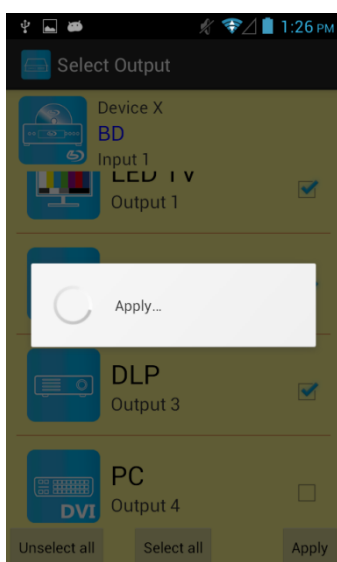 1:26 PM
Select Output
Device X
BD
Input 1
LED TV
Output 1
Apply...
DLP
Output 3
PC
Output 4
DVI
Unselect all
Select all
Apply